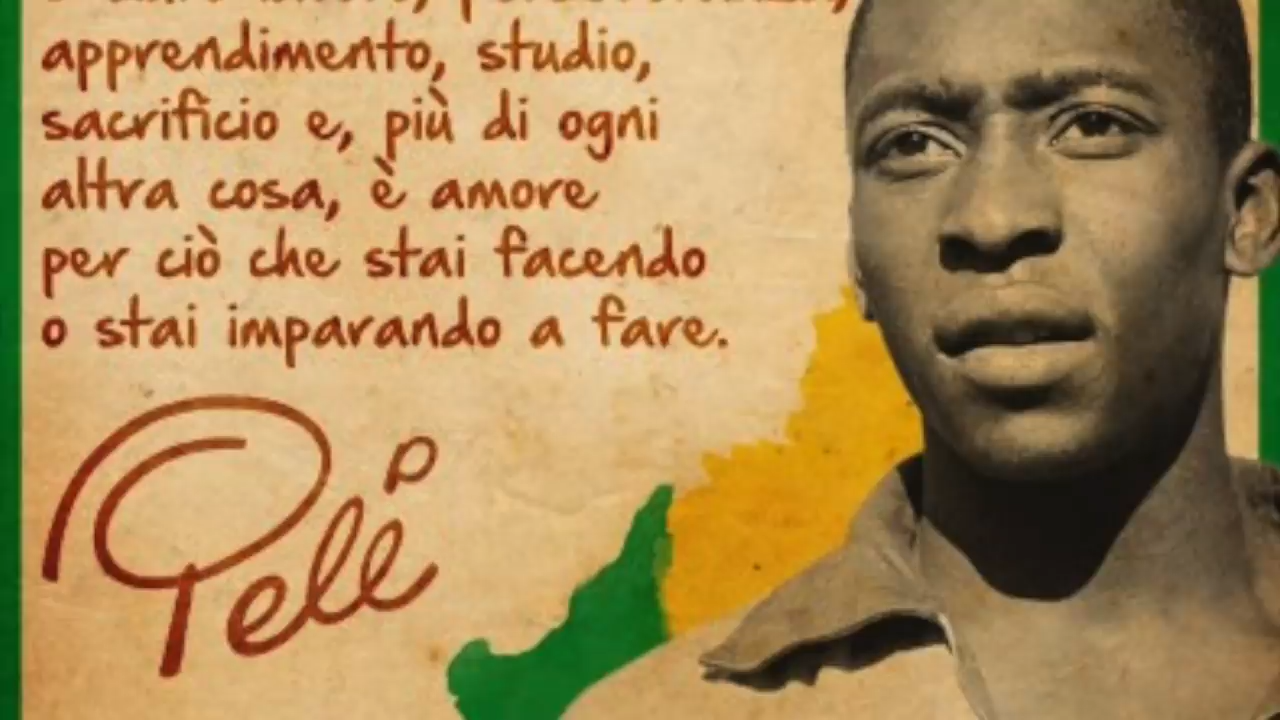 apprendimento, studio,
sacrificio e, più di ogni
altra cosa, è amore
per ciò che stai facendo
o stai imparando a fare.
Pelé